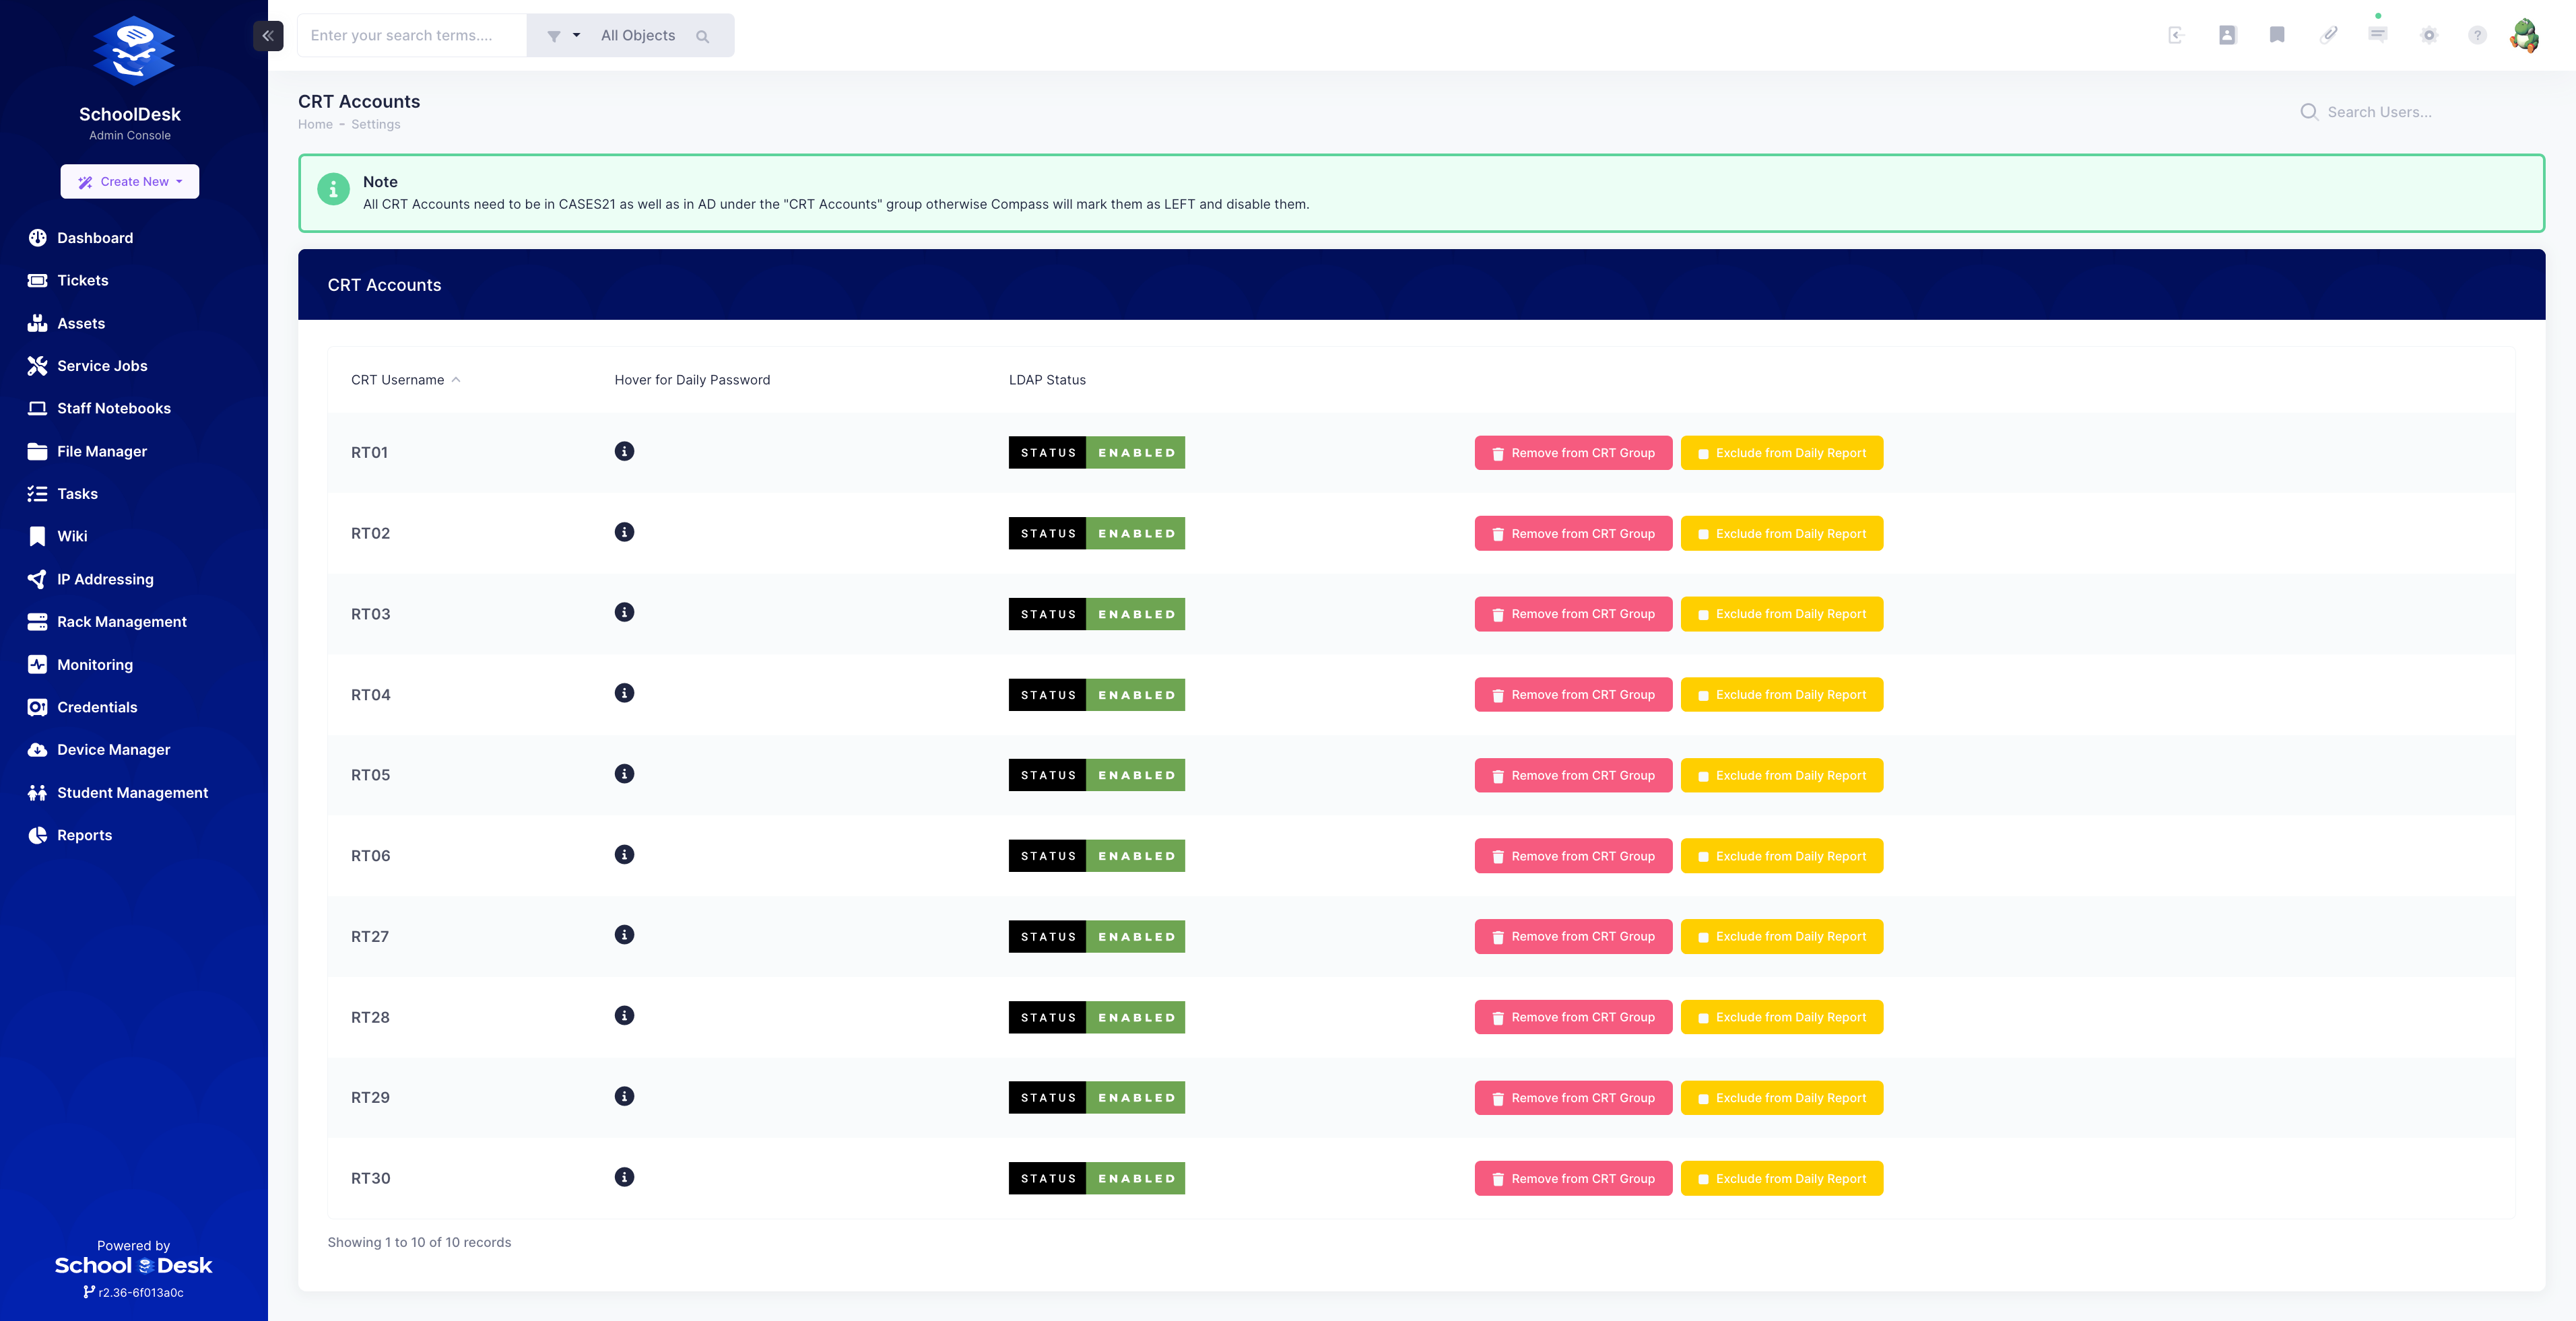 SchoolDesk
Admin Console
Create New
Dashboard
Tickets
Assets
Service Jobs
Staff Notebooks
File Manager
Tasks
Wiki
IP Addressing
Rack Management
Monitoring
Credentials
Device Manager
Student Management
Reports
Powered by
School Desk
r2.36-6f013a0c
Enter your search terms.... All Objects
CRT Accounts
Home - Settings
Search Users...
Note
All CRT Accounts need to be in CASES21 as well as in AD under the "CRT Accounts" group otherwise Compass will mark them as LEFT and disable them.
CRT Accounts
CRT Username Hover for Daily Password LDAP Status
RT01 STATUS ENABLED Remove from CRT Group Exclude from Daily Report
RT02 STATUS ENABLED Remove from CRT Group Exclude from Daily Report
RT03 STATUS ENABLED Remove from CRT Group Exclude from Daily Report
RT04 STATUS ENABLED Remove from CRT Group Exclude from Daily Report
RT05 STATUS ENABLED Remove from CRT Group Exclude from Daily Report
RT06 STATUS ENABLED Remove from CRT Group Exclude from Daily Report
RT27 STATUS ENABLED Remove from CRT Group Exclude from Daily Report
RT28 STATUS ENABLED Remove from CRT Group Exclude from Daily Report
RT29 STATUS ENABLED Remove from CRT Group Exclude from Daily Report
RT30 STATUS ENABLED Remove from CRT Group Exclude from Daily Report
Showing 1 to 10 of 10 records